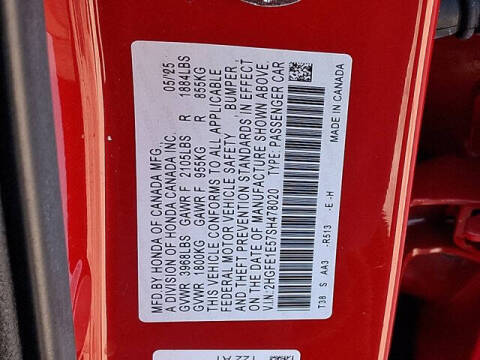 MFD. BY HONDA OF CANADA MFG. 05/25
A DIVISION OF HONDA CANADA INC.
GVWR 3968LBS GAWR F 2105LBS R 1884LBS
GVWR 1800KG GAWR F 955KG R 855KG
THIS VEHICLE CONFORMS TO ALL APPLICABLE
FEDERAL MOTOR VEHICLE SAFETY BUMPER,
AND THEFT PREVENTION STANDARDS IN EFFECT
ON THE DATE OF MANUFACTURE SHOWN ABOVE.
VIN: 2HGFE1E57SH478020 TYPE: PASSENGER CAR
T38 S AA3 -R513 -E -H
MADE IN CANADA